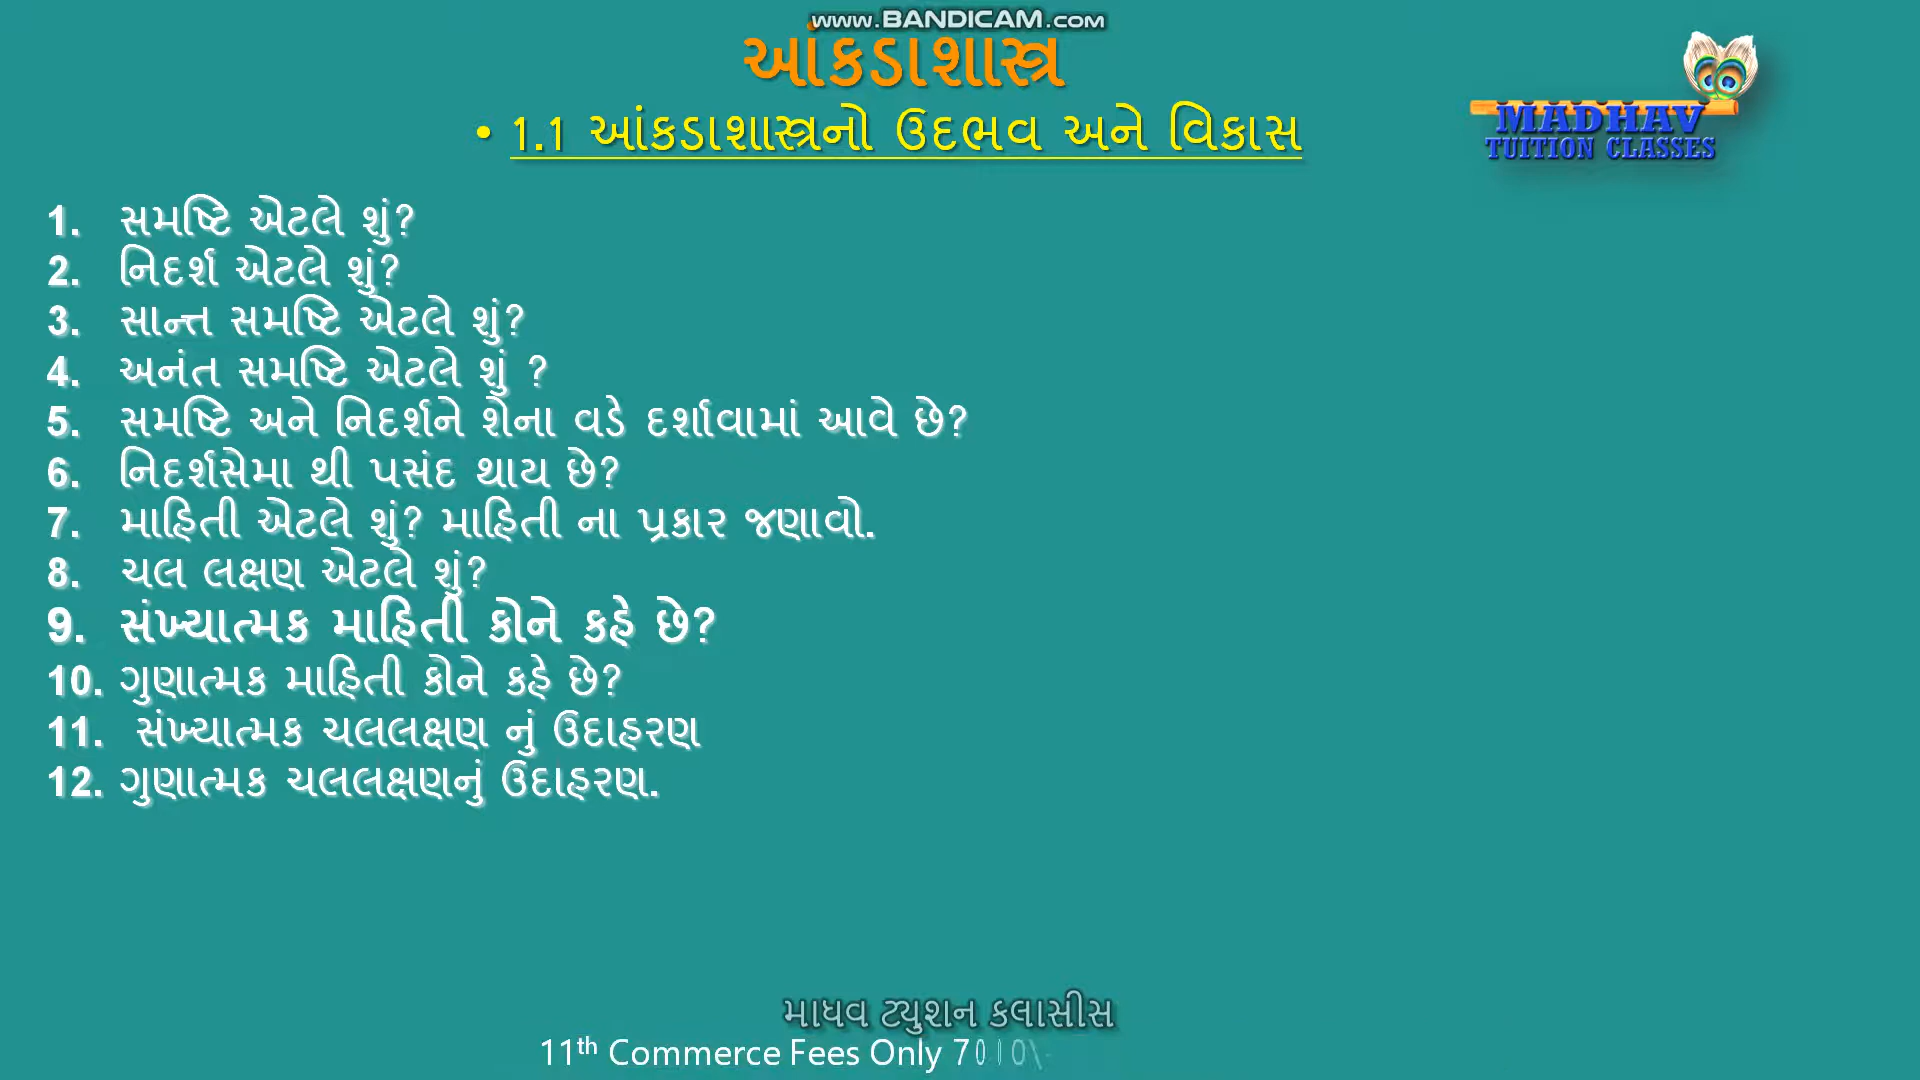 www.BANDICAM.com
આંકડાશાસ્ત્ર
• 1.1 આંકડાશાસ્ત્રનો ઉદભવ અને વિકાસ
MADHAV
TUITION CLASSES
1. સમષ્ટિ એટલે શું?
2. નિદર્શ એટલે શું?
3. સાન્ત સમષ્ટિ એટલે શું?
4. અનંત સમષ્ટિ એટલે શું ?
5. સમષ્ટિ અને નિદર્શને શેના વડે દર્શાવામાં આવે છે?
6. નિદર્શસેમા થી પસંદ થાય છે?
7. માહિતી એટલે શું? માહિતી ના પ્રકાર જણાવો.
8. ચલ લક્ષણ એટલે શું?
9. સંખ્યાત્મક માહિતી કોને કહે છે?
10. ગુણાત્મક માહિતી કોને કહે છે?
11. સંખ્યાત્મક ચલલક્ષણ નું ઉદાહરણ
12. ગુણાત્મક ચલલક્ષણનું ઉદાહરણ.
માધવ ટ્યુશન કલાસીસ
11th Commerce Fees Only